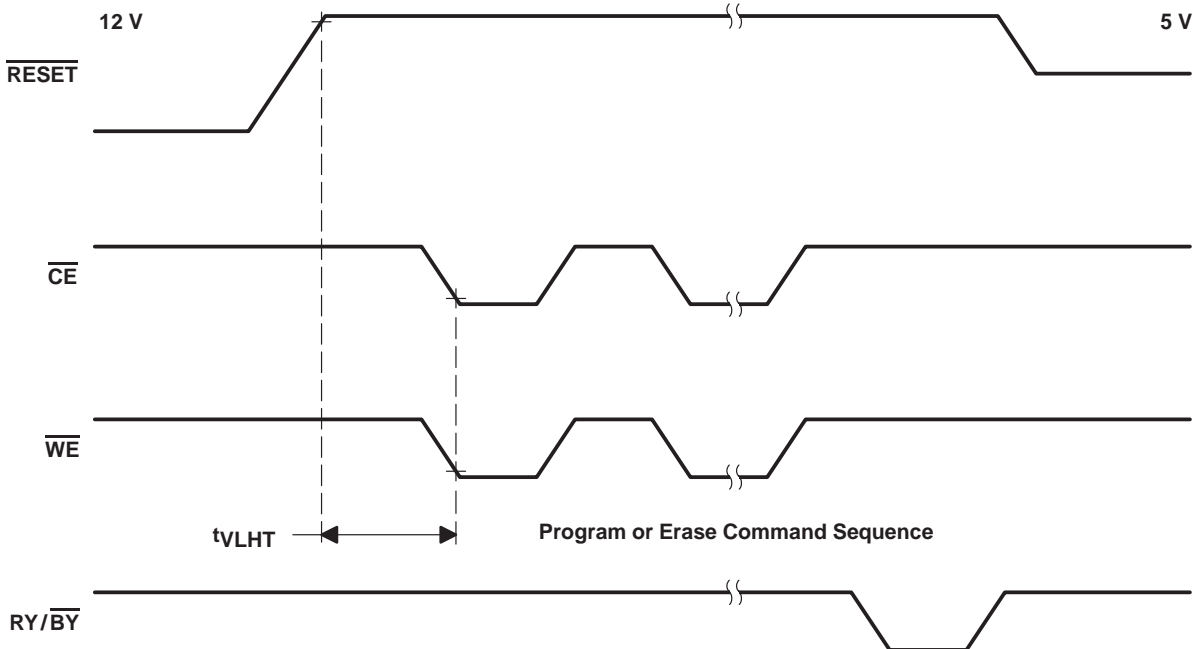 12 V
5 V
RESET
CE
WE
tVLHT
Program or Erase Command Sequence
RY/BY